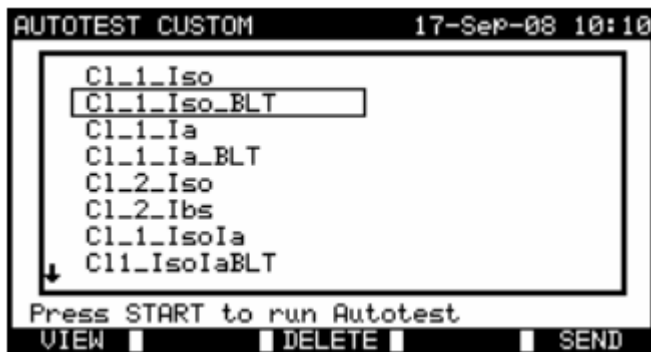 AUTOTEST CUSTOM 17-Sep-08 10:10
Cl_1_Iso
Cl_1_Iso_BLT
Cl_1_Ia
Cl_1_Ia_BLT
Cl_2_Iso
Cl_2_Ibs
Cl_1_IsoIa
Cl1_IsoIaBLT
Press START to run Autotest
VIEW DELETE SEND